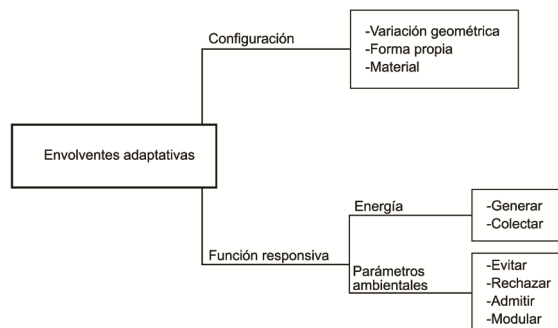 Configuración
-Variación geométrica
-Forma propia
-Material
Envolventes adaptativas
Función responsiva
Energía
-Generar
-Colectar
Parámetros
ambientales
-Evitar
-Rechazar
-Admitir
-Modular